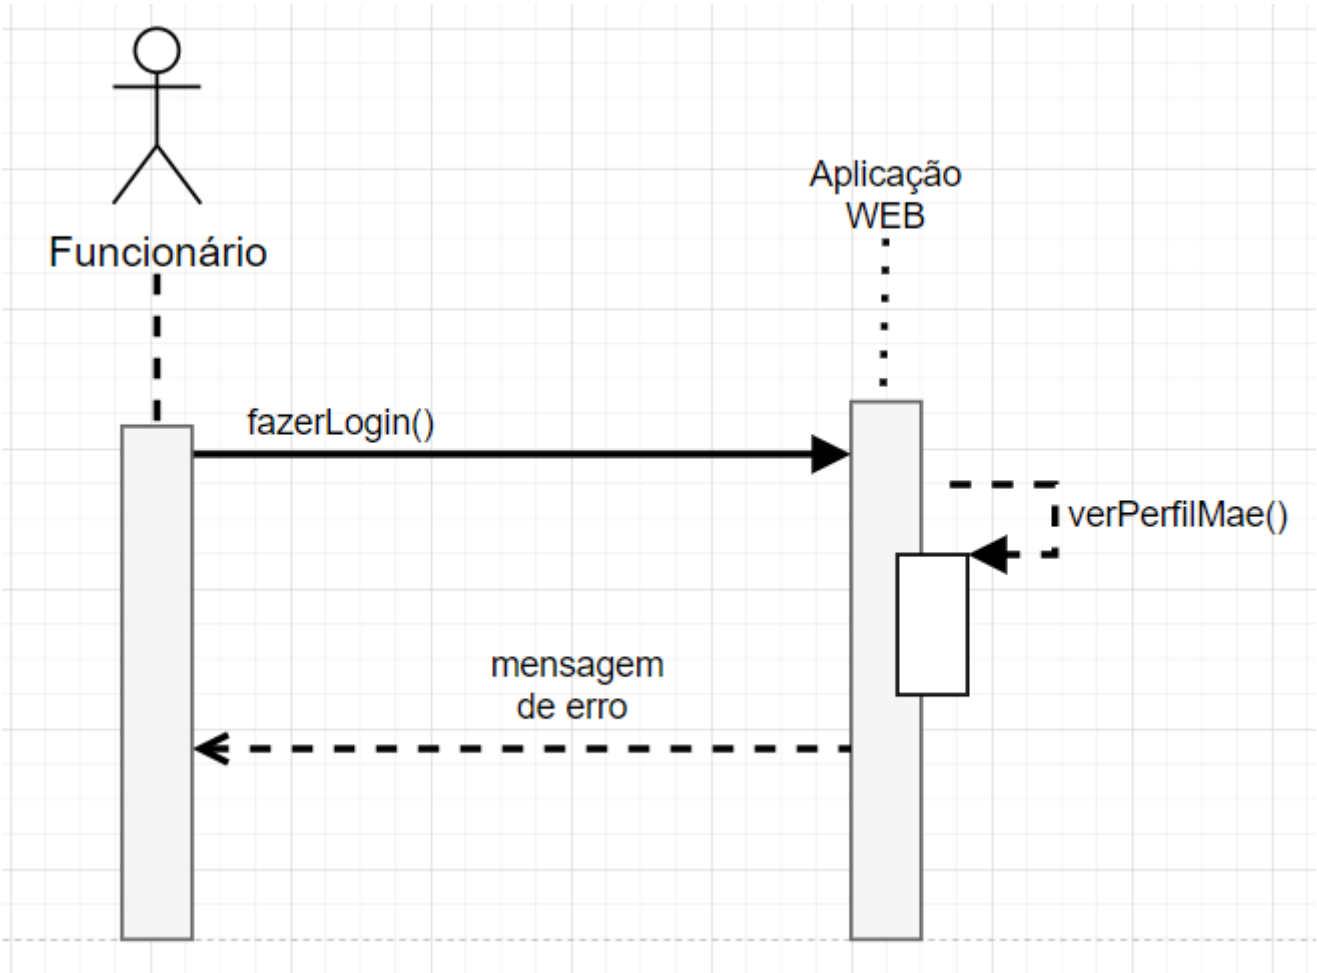 Funcionário
Aplicação
WEB
fazerLogin()
verPerfilMae()
mensagem
de erro